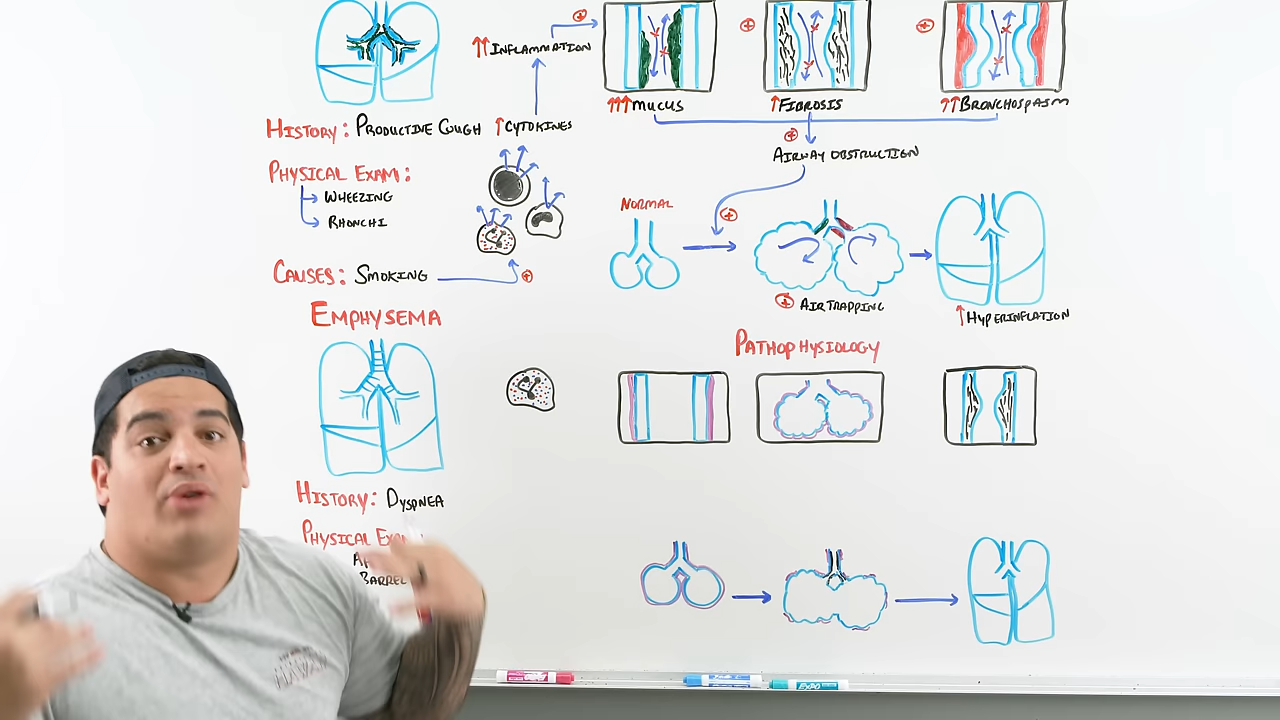 ↑↑ INFLAMMATION
↑↑↑ MUCUS
↑ FIBROSIS
↑↑ BRONCHOSPASM
HISTORY: PRODUCTIVE COUGH
↑ CYTOKINES
AIRWAY OBSTRUCTION
PHYSICAL EXAM:
WHEEZING
RHONCHI
NORMAL
CAUSES: SMOKING
AIR TRAPPING
↑ HYPERINFLATION
EMPHYSEMA
PATHOPHYSIOLOGY
HISTORY: DYSPNEA
PHYSICAL
BARREL
EXPO